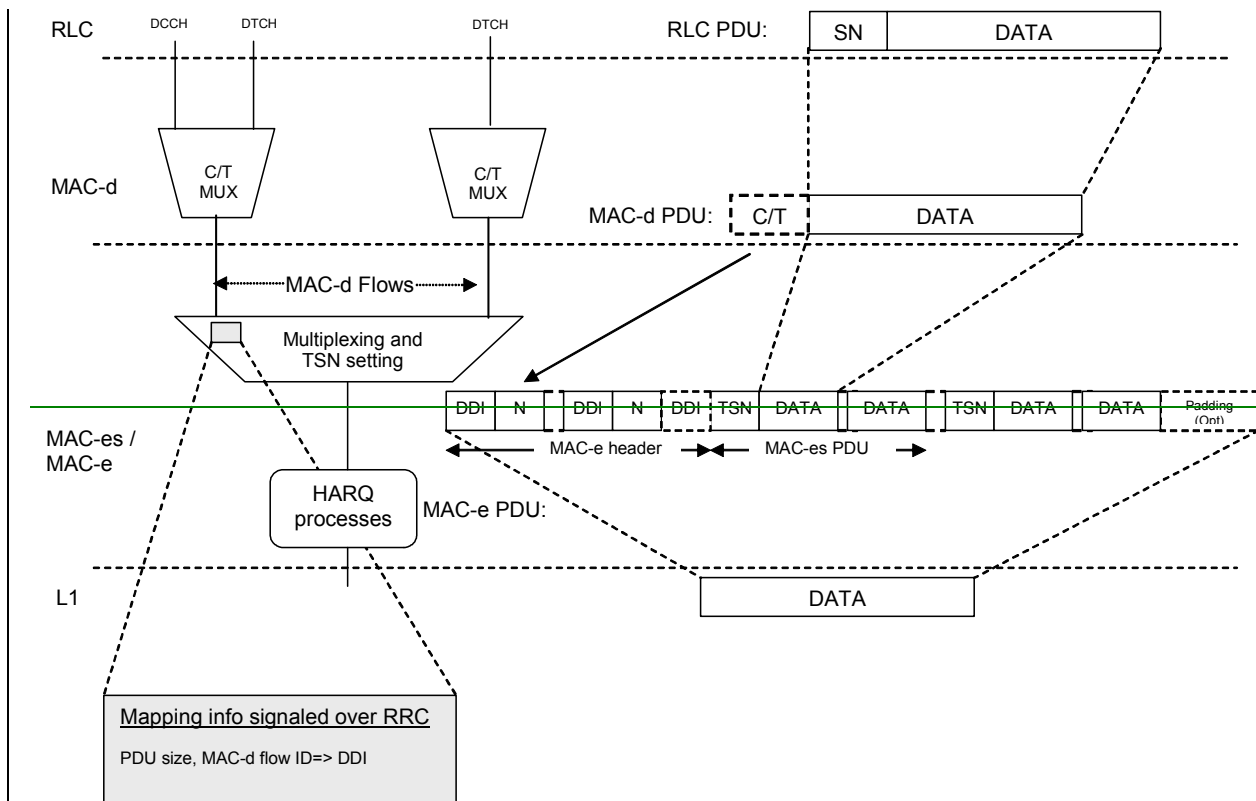 RLC
DCCH
DTCH
DTCH
RLC PDU:
SN
DATA
C/T
MUX
C/T
MUX
MAC-d
MAC-d PDU:
C/T
DATA
MAC-d Flows
Multiplexing and
TSN setting
DDI
N
DDI
N
DDI
TSN
DATA
DATA
TSN
DATA
DATA
Padding
(Opt)
MAC-es /
MAC-e
MAC-e header
MAC-es PDU
HARQ
processes
MAC-e PDU:
L1
DATA
Mapping info signaled over RRC
PDU size, MAC-d flow ID=> DDI